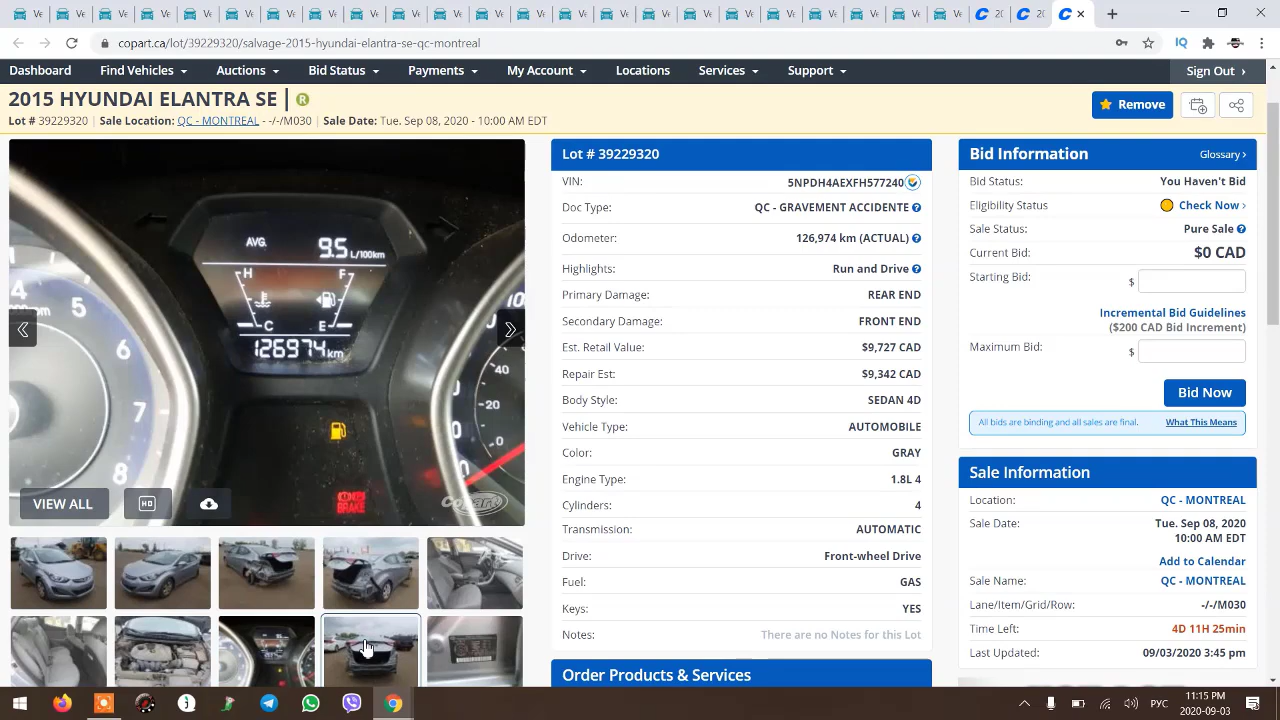 copart.ca/lot/39229320/salvage-2015-hyundai-elantra-se-qc-montreal
Dashboard Find Vehicles Auctions Bid Status Payments My Account Locations Services Support Sign Out ›
2015 HYUNDAI ELANTRA SE | R
Lot # 39229320 | Sale Location: QC - MONTREAL - -/-/M030 | Sale Date: Tue. Sep 08, 2020 - 10:00 AM EDT
Remove
AVG. 9.5 L/100km
H F
C E
126974 km
5
6
7
8
40
20
0
BRAKE
Copart
VIEW ALL
HD
Lot # 39229320
VIN: 5NPDH4AEXFH577240
Doc Type: QC - GRAVEMENT ACCIDENTE
Odometer: 126,974 km (ACTUAL)
Highlights: Run and Drive
Primary Damage: REAR END
Secondary Damage: FRONT END
Est. Retail Value: $9,727 CAD
Repair Est: $9,342 CAD
Body Style: SEDAN 4D
Vehicle Type: AUTOMOBILE
Color: GRAY
Engine Type: 1.8L 4
Cylinders: 4
Transmission: AUTOMATIC
Drive: Front-wheel Drive
Fuel: GAS
Keys: YES
Notes: There are no Notes for this Lot
Order Products & Services
Bid Information Glossary ›
Bid Status: You Haven't Bid
Eligibility Status Check Now ›
Sale Status: Pure Sale
Current Bid: $0 CAD
Starting Bid: $
Incremental Bid Guidelines
($200 CAD Bid Increment)
Maximum Bid: $
Bid Now
All bids are binding and all sales are final. What This Means
Sale Information
Location: QC - MONTREAL
Sale Date: Tue. Sep 08, 2020
10:00 AM EDT
Add to Calendar
Sale Name: QC - MONTREAL
Lane/Item/Grid/Row: -/-/M030
Time Left: 4D 11H 25min
Last Updated: 09/03/2020 3:45 pm
РУС
11:15 PM
2020-09-03